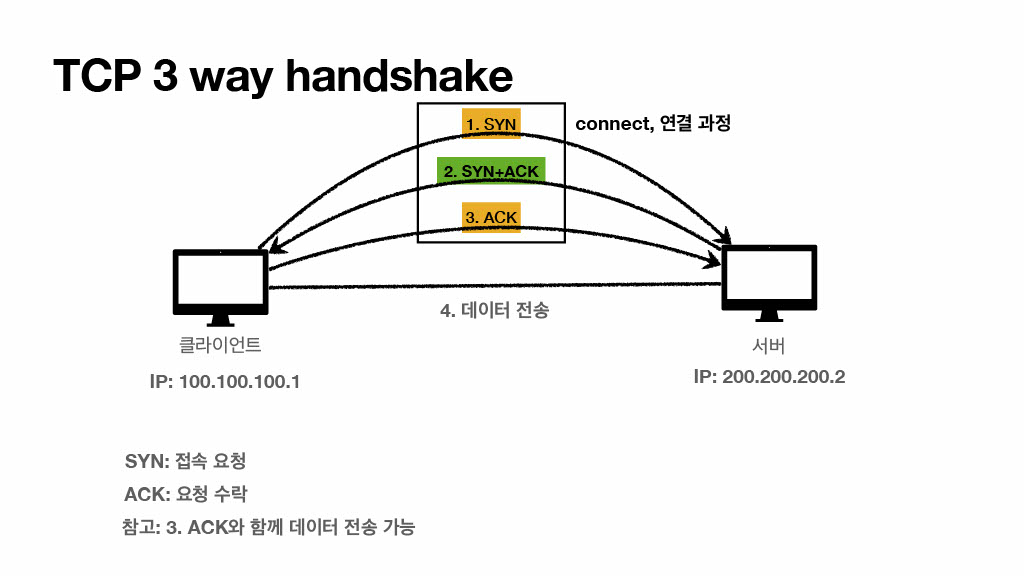 TCP 3 way handshake
1. SYN
connect, 연결 과정
2. SYN+ACK
3. ACK
4. 데이터 전송
클라이언트
서버
IP: 100.100.100.1
IP: 200.200.200.2
SYN: 접속 요청
ACK: 요청 수락
참고: 3. ACK와 함께 데이터 전송 가능